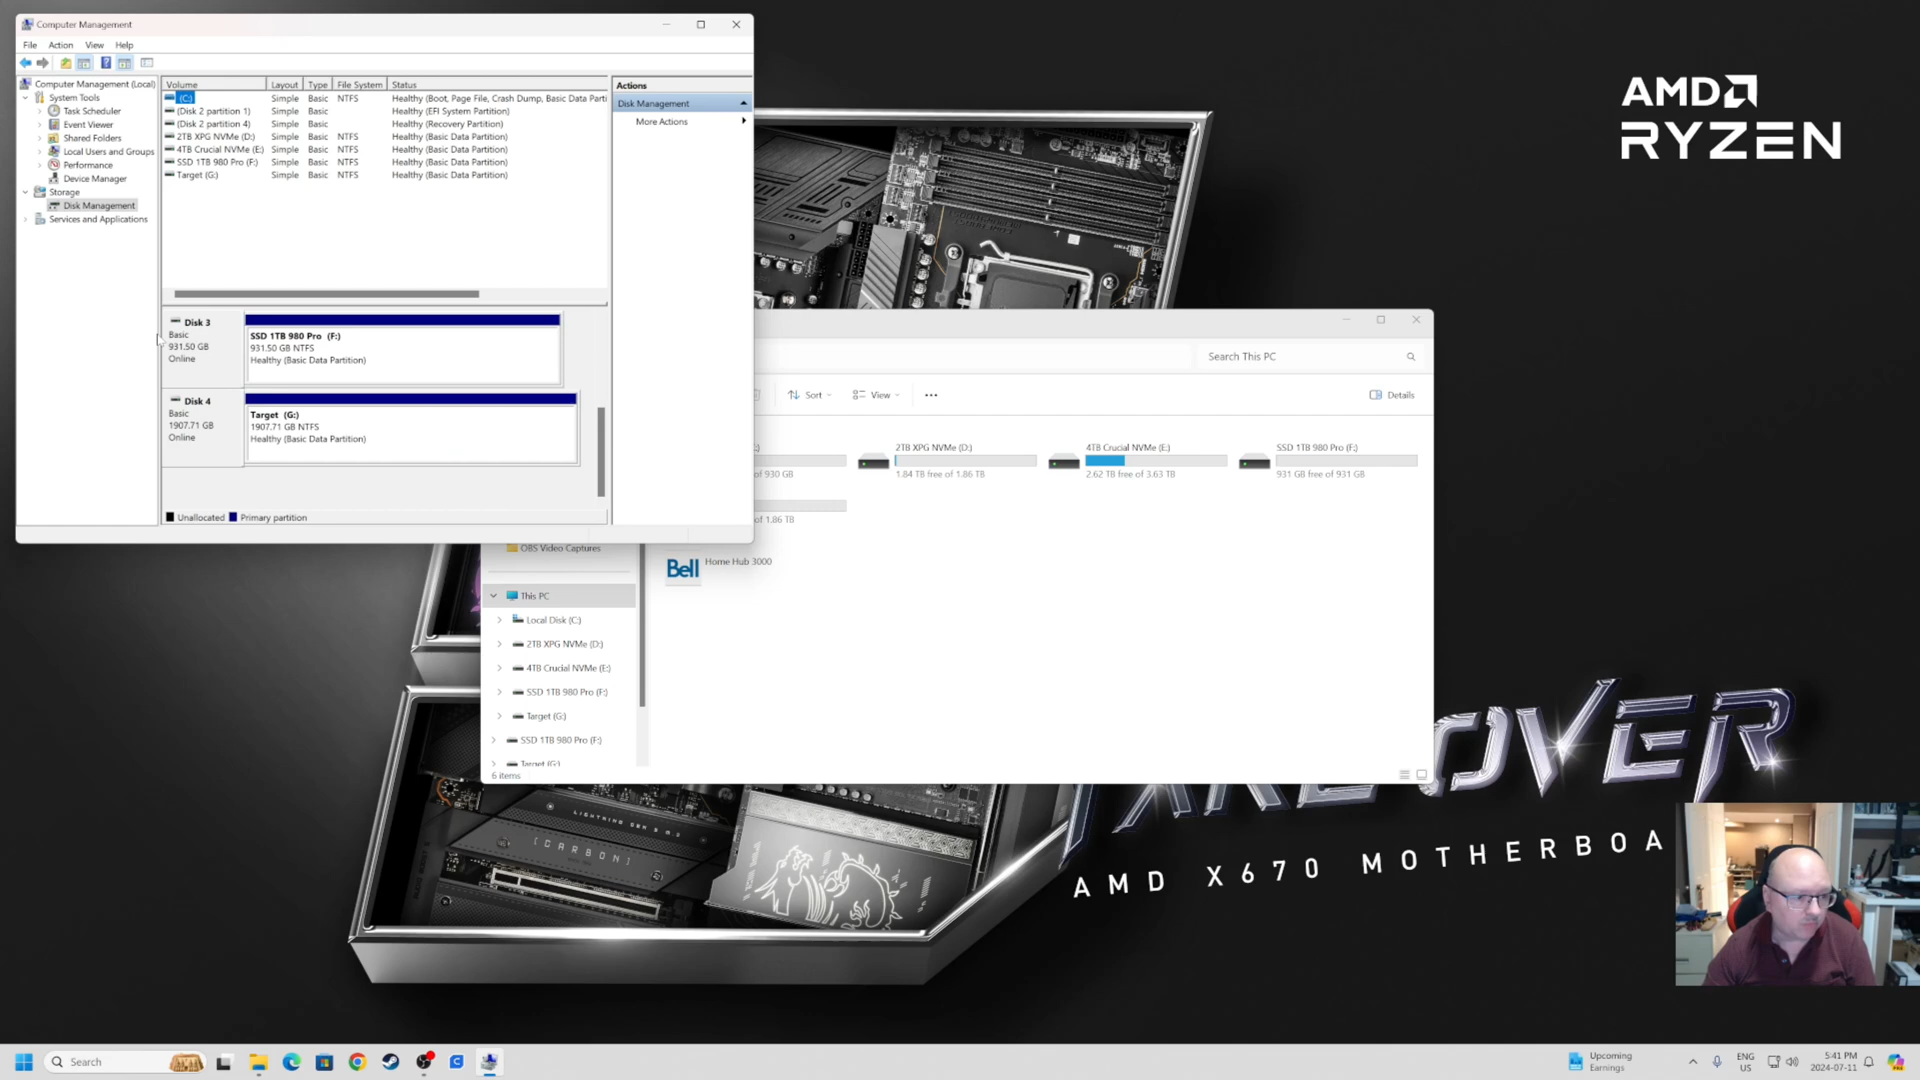 Computer Management
File Action View Help
Computer Management (Local)
System Tools
Task Scheduler
Event Viewer
Shared Folders
Local Users and Groups
Performance
Device Manager
Storage
Disk Management
Services and Applications
Volume Layout Type File System Status
(C:) Simple Basic NTFS Healthy (Boot, Page File, Crash Dump, Basic Data Parti
(Disk 2 partition 1) Simple Basic Healthy (EFI System Partition)
(Disk 2 partition 4) Simple Basic Healthy (Recovery Partition)
2TB XPG NVMe (D:) Simple Basic NTFS Healthy (Basic Data Partition)
4TB Crucial NVMe (E:) Simple Basic NTFS Healthy (Basic Data Partition)
SSD 1TB 980 Pro (F:) Simple Basic NTFS Healthy (Basic Data Partition)
Target (G:) Simple Basic NTFS Healthy (Basic Data Partition)
Actions
Disk Management
More Actions
Disk 3
Basic
931.50 GB
Online
SSD 1TB 980 Pro (F:)
931.50 GB NTFS
Healthy (Basic Data Partition)
Disk 4
Basic
1907.71 GB
Online
Target (G:)
1907.71 GB NTFS
Healthy (Basic Data Partition)
Unallocated Primary partition
AMD
RYZEN
Search This PC
Sort View Details
2TB XPG NVMe (D:) 4TB Crucial NVMe (E:) SSD 1TB 980 Pro (F:)
of 930 GB 1.84 TB free of 1.86 TB 2.62 TB free of 3.63 TB 931 GB free of 931 GB
of 1.86 TB
Bell Home Hub 3000
OBS Video Captures
This PC
Local Disk (C:)
2TB XPG NVMe (D:)
4TB Crucial NVMe (E:)
SSD 1TB 980 Pro (F:)
Target (G:)
SSD 1TB 980 Pro (F:)
Target (G:)
6 items
OVER
AMD X670 MOTHERBOA
[CARBON]
Search
Upcoming
Earnings
ENG
US
5:41 PM
2024-07-11